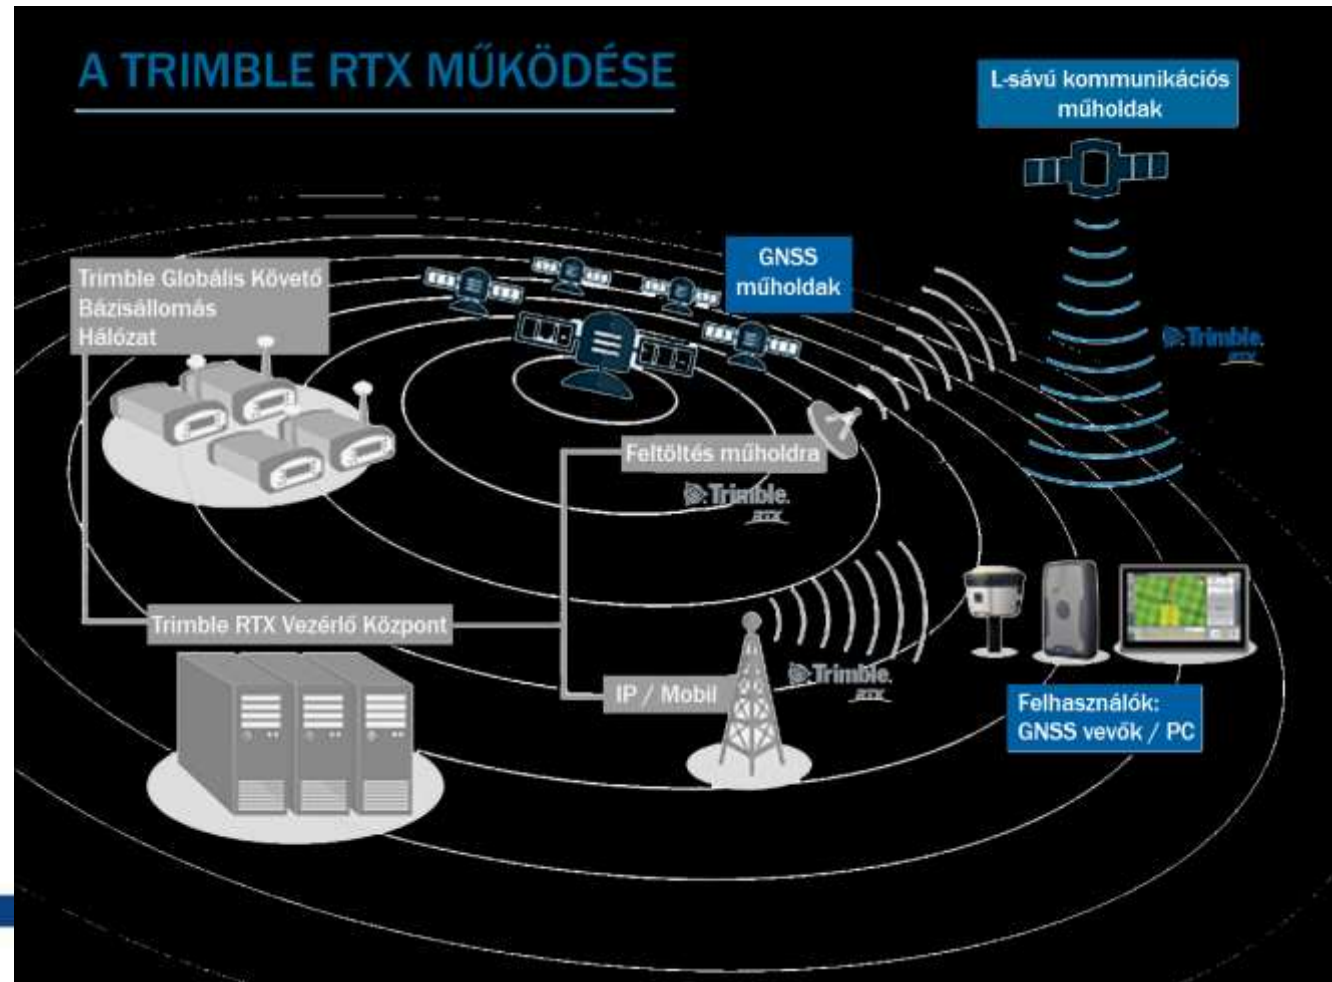 A TRIMBLE RTX MŰKÖDÉSE
L-sávú kommunikációs
műholdak
GNSS
műholdak
Trimble Globális Követő
Bázisállomás
Hálózat
Trimble.
RTX
Feltöltés műholdra
Trimble.
RTX
Trimble RTX Vezérlő Központ
IP / Mobil
Trimble.
RTX
Felhasználók:
GNSS vevők / PC